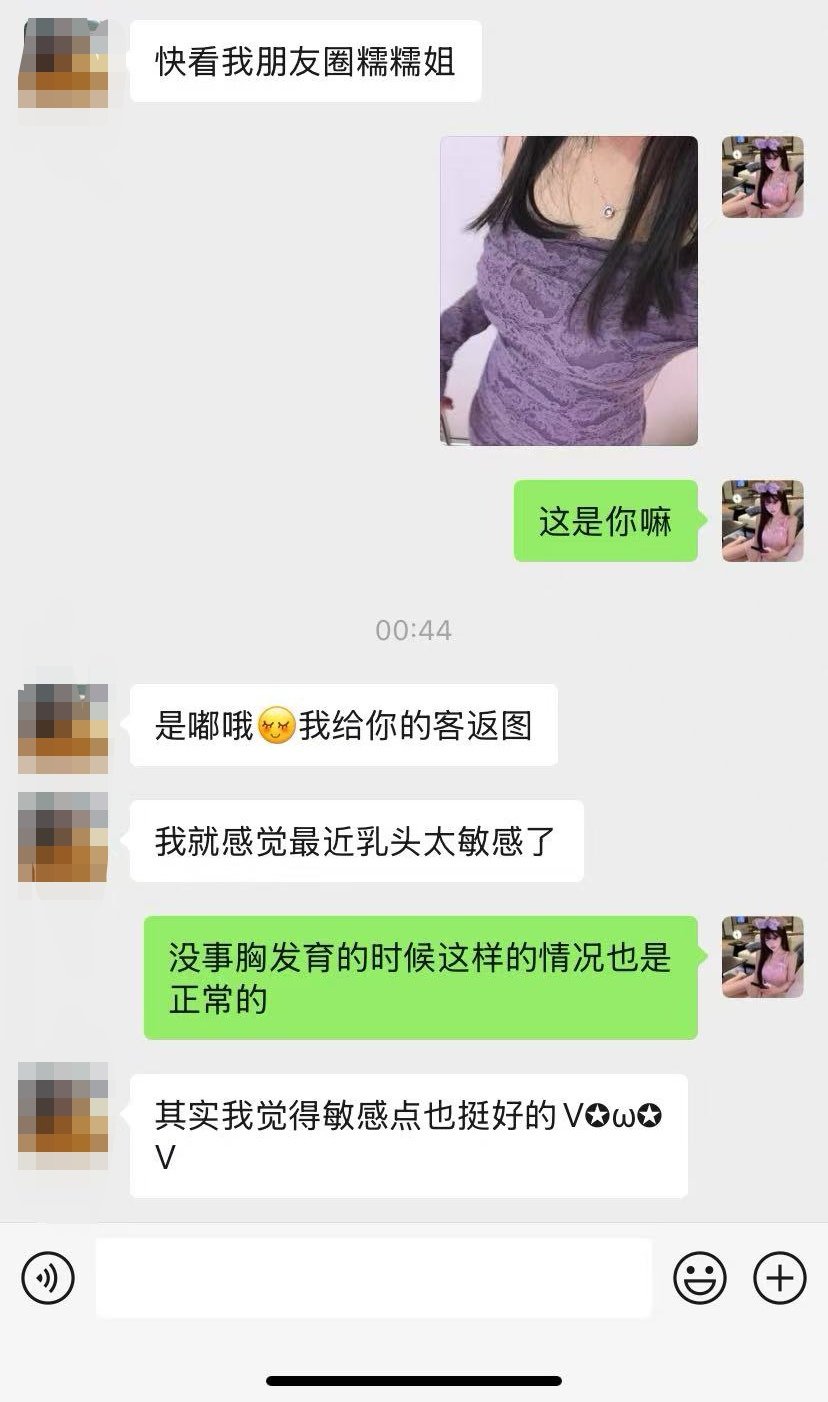 快看我朋友圈糯糯姐
这是你嘛
00:44
是嘟哦😌我给你的客返图
我就感觉最近乳头太敏感了
没事胸发育的时候这样的情况也是
正常的
其实我觉得敏感点也挺好的 V✪ω✪
V